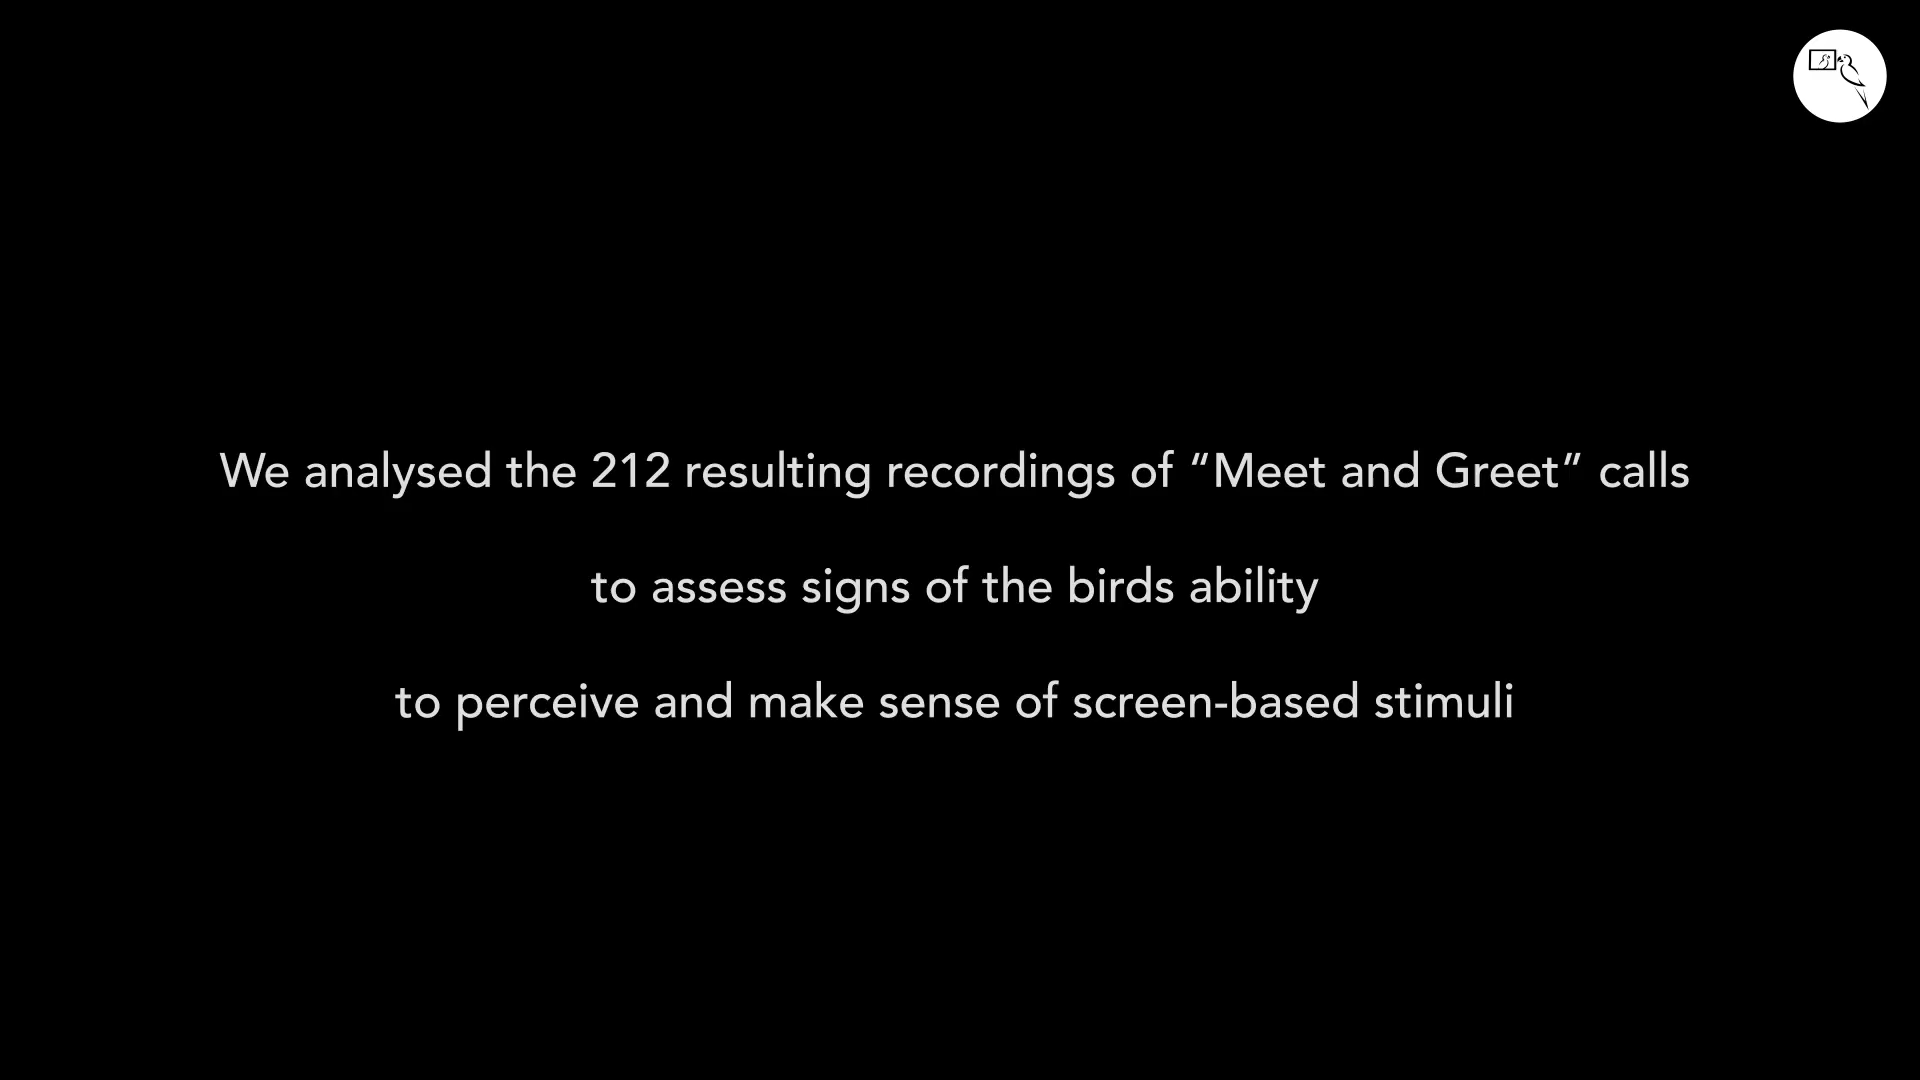 We analysed the 212 resulting recordings of “Meet and Greet” calls
to assess signs of the birds ability
to perceive and make sense of screen-based stimuli